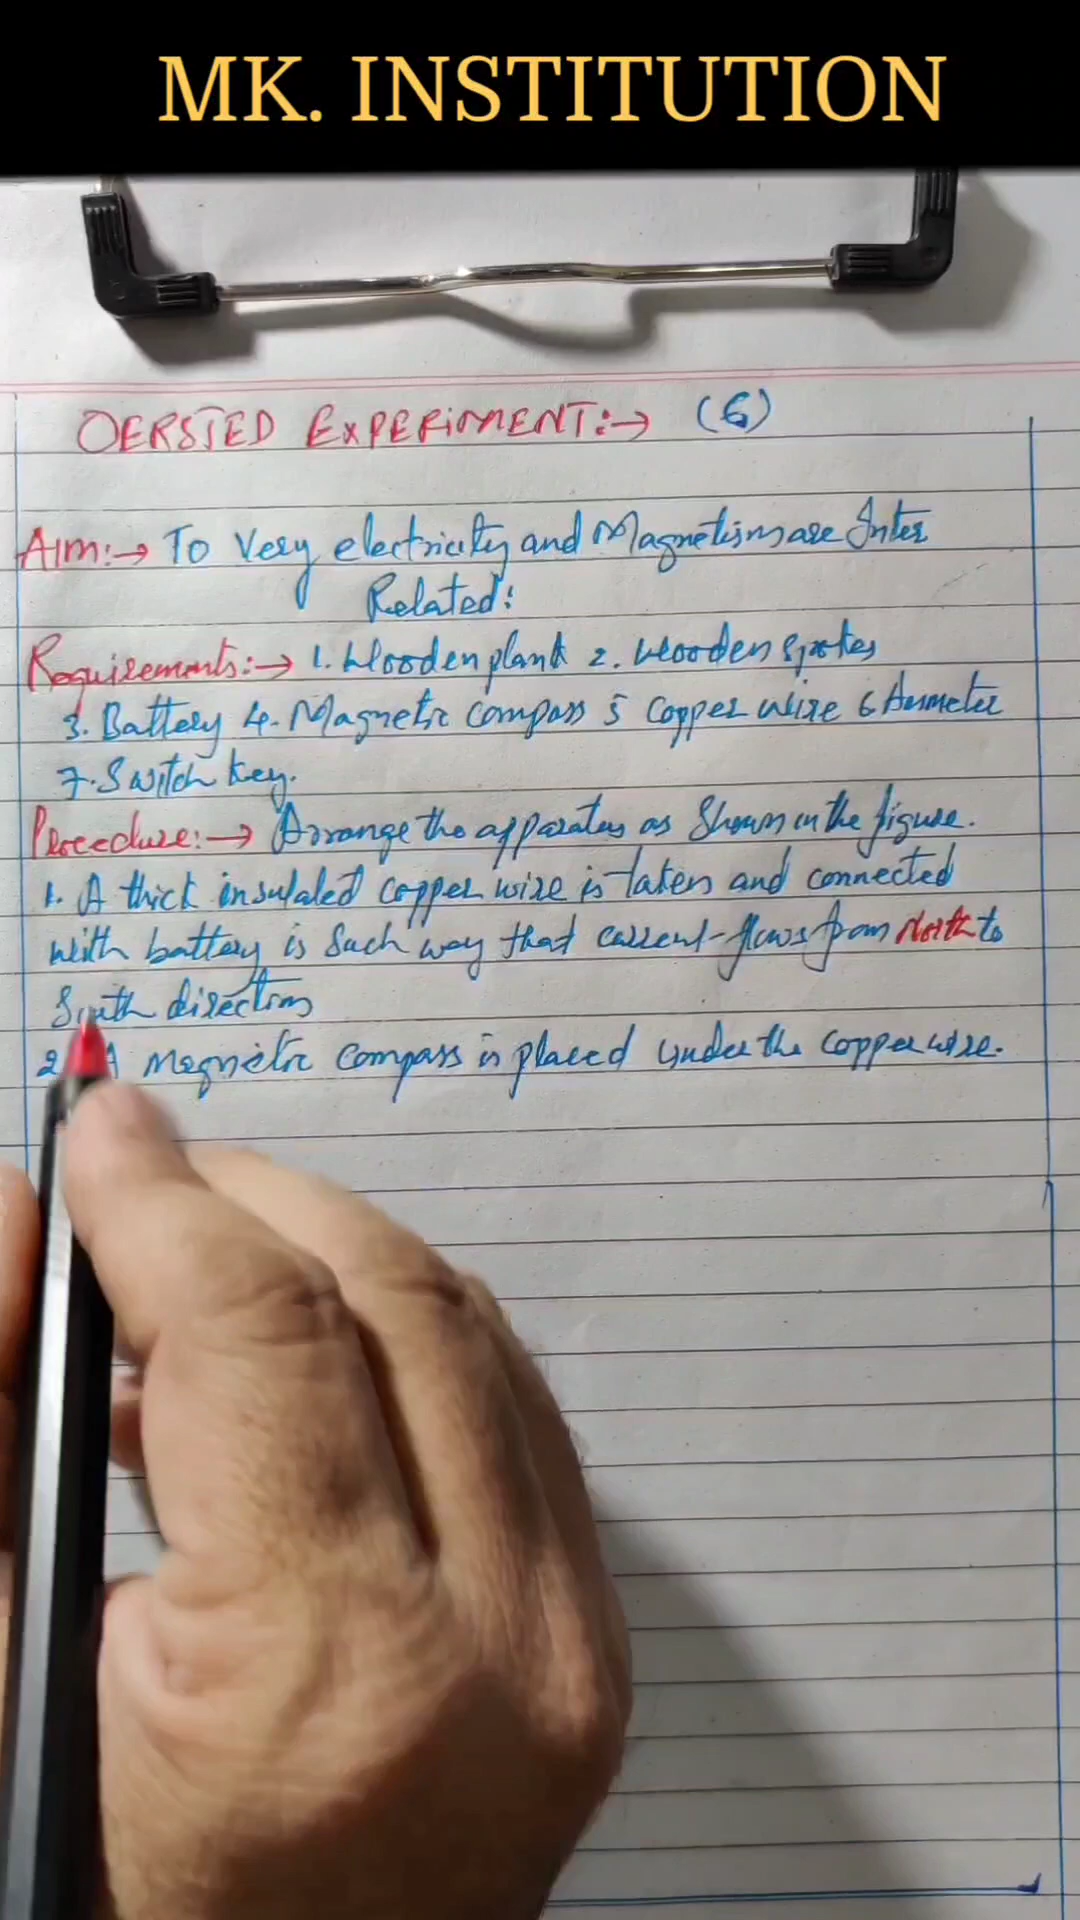 MK. INSTITUTION
OERSTED EXPERIMENT:→ (6)
Aim:→ To Very electricity and Magnetism are Inter
Related:
Requirements:→ 1. Wooden plank 2. Wooden spokes
3. Battery 4. Magnetic compass 5 Copper wire 6 Ammeter
7. Switch key.
Procedure:→ Arrange the apparatus as Shown in the figure.
1. A thick insulated copper wire is taken and connected
with battery is Such way that current flows from North to
South direction
2. A magnetic compass is placed under the copper wire.